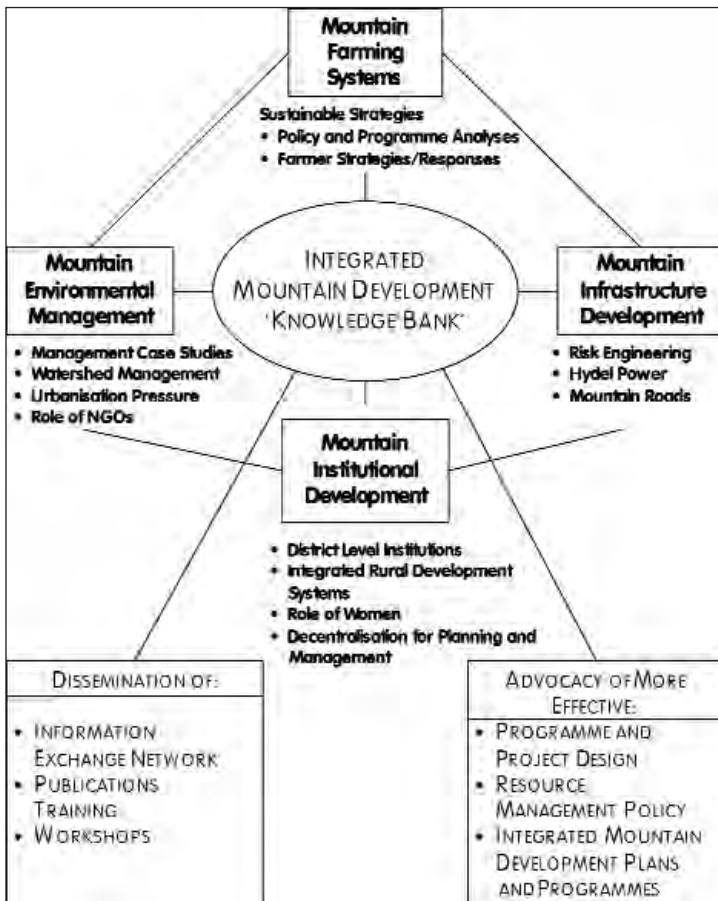 Mountain
Farming
Systems
Sustainable Strategies
• Policy and Programme Analyses
• Farmer Strategies/Responses
Mountain
Environmental
Management
• Management Case Studies
• Watershed Management
• Urbanisation Pressure
• Role of NGOs
INTEGRATED
MOUNTAIN DEVELOPMENT
'KNOWLEDGE BANK'
Mountain
Infrastructure
Development
• Risk Engineering
• Hydel Power
• Mountain Roads
Mountain
Institutional
Development
• District Level Institutions
• Integrated Rural Development
Systems
• Role of Women
• Decentralisation for Planning and
Management
DISSEMINATION OF:
• INFORMATION
EXCHANGE NETWORK
• PUBLICATIONS
TRAINING
• WORKSHOPS
ADVOCACY OF MORE
EFFECTIVE:
• PROGRAMME AND
PROJECT DESIGN
• RESOURCE
MANAGEMENT POLICY
• INTEGRATED MOUNTAIN
DEVELOPMENT PLANS
AND PROGRAMMES